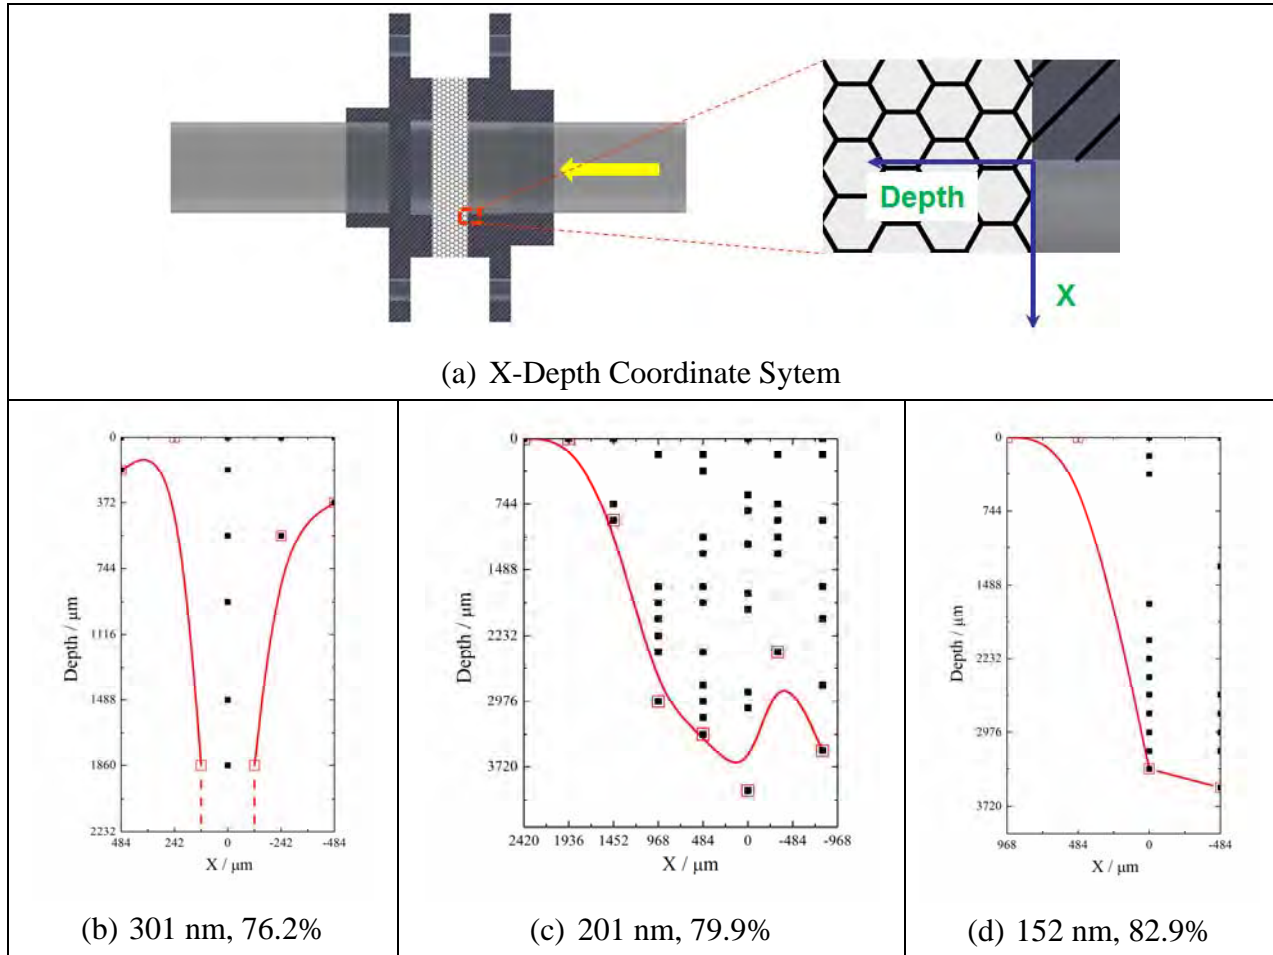 Depth
X
(a) X-Depth Coordinate Sytem
0
372
744
1116
1488
1860
2232
Depth / μm
484 242 0 -242 -484
X / μm
(b) 301 nm, 76.2%
0
744
1488
2232
2976
3720
Depth / μm
2420 1936 1452 968 484 0 -484 -968
X / μm
(c) 201 nm, 79.9%
0
744
1488
2232
2976
3720
Depth / μm
968 484 0 -484
X / μm
(d) 152 nm, 82.9%